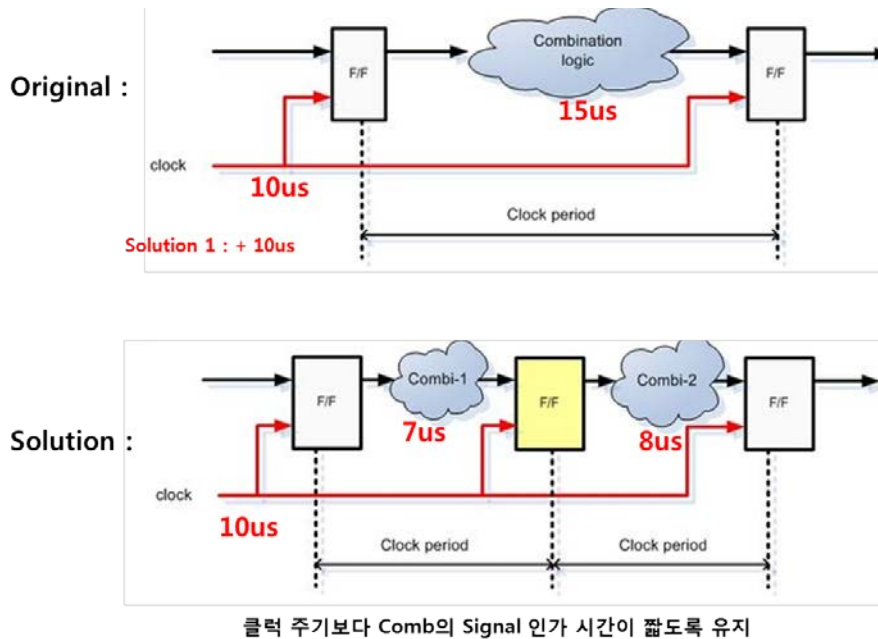 Original :
F/F
Combination
logic
F/F
15us
clock
10us
Clock period
Solution 1 : + 10us
Solution :
F/F
Combi-1
F/F
Combi-2
F/F
7us
8us
clock
10us
Clock period
Clock period
클럭 주기보다 Comb의 Signal 인가 시간이 짧도록 유지